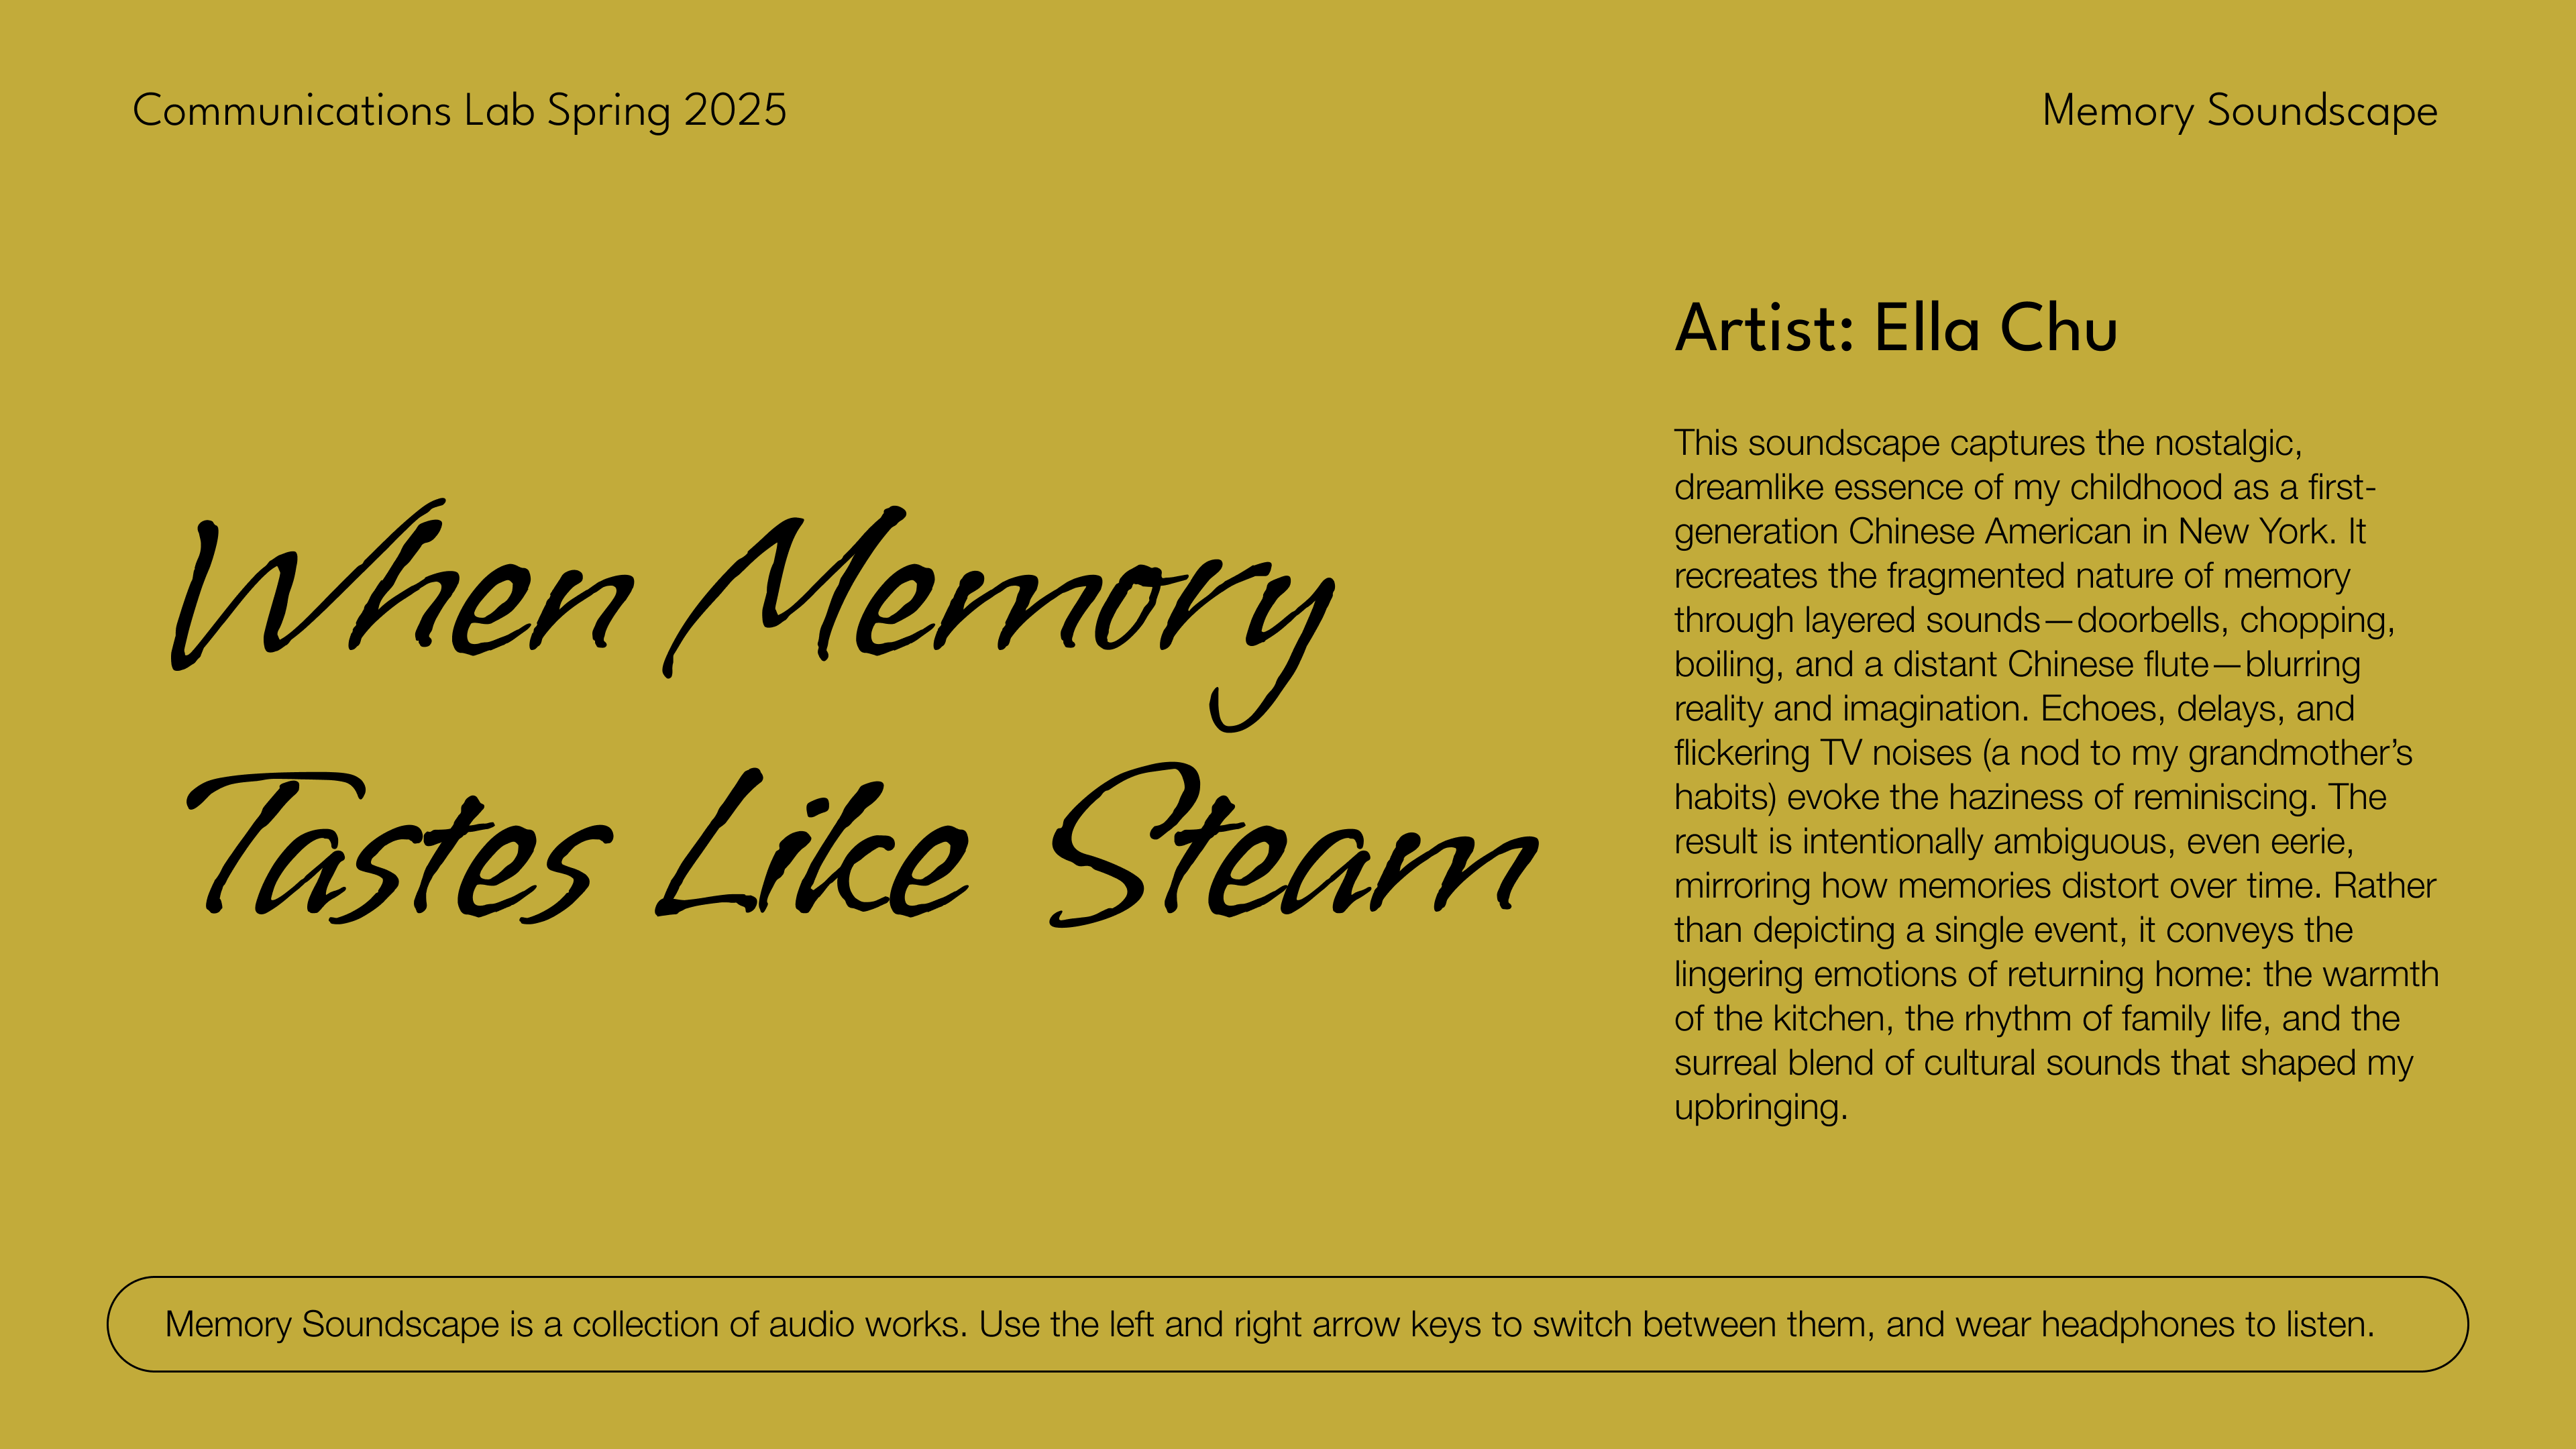 Communications Lab Spring 2025
Memory Soundscape
When Memory
Tastes Like Steam
Artist: Ella Chu
This soundscape captures the nostalgic,
dreamlike essence of my childhood as a first-
generation Chinese American in New York. It
recreates the fragmented nature of memory
through layered sounds—doorbells, chopping,
boiling, and a distant Chinese flute—blurring
reality and imagination. Echoes, delays, and
flickering TV noises (a nod to my grandmother’s
habits) evoke the haziness of reminiscing. The
result is intentionally ambiguous, even eerie,
mirroring how memories distort over time. Rather
than depicting a single event, it conveys the
lingering emotions of returning home: the warmth
of the kitchen, the rhythm of family life, and the
surreal blend of cultural sounds that shaped my
upbringing.
Memory Soundscape is a collection of audio works. Use the left and right arrow keys to switch between them, and wear headphones to listen.